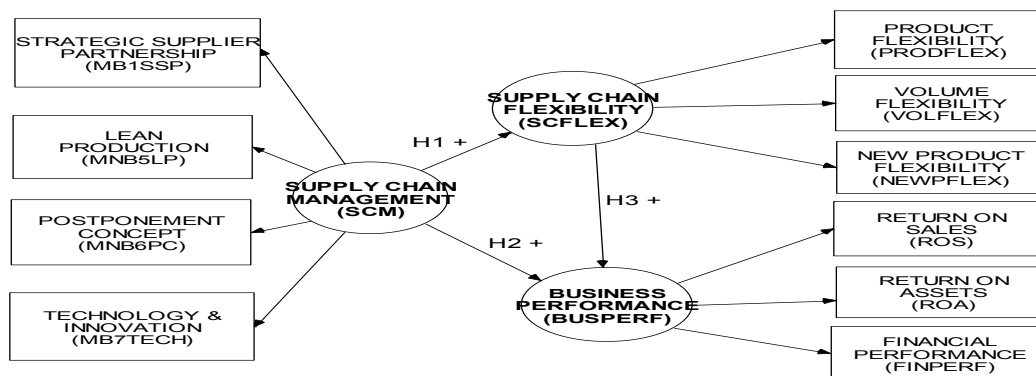 STRATEGIC SUPPLIER
PARTNERSHIP
(MB1SSP)
LEAN
PRODUCTION
(MNB5LP)
POSTPONEMENT
CONCEPT
(MNB6PC)
TECHNOLOGY &
INNOVATION
(MB7TECH)
SUPPLY CHAIN
MANAGEMENT
(SCM)
H1 +
H2 +
SUPPLY CHAIN
FLEXIBILITY
(SCFLEX)
H3 +
BUSINESS
PERFORMANCE
(BUSPERF)
PRODUCT
FLEXIBILITY
(PRODFLEX)
VOLUME
FLEXIBILITY
(VOLFLEX)
NEW PRODUCT
FLEXIBILITY
(NEWPFLEX)
RETURN ON
SALES
(ROS)
RETURN ON
ASSETS
(ROA)
FINANCIAL
PERFORMANCE
(FINPERF)